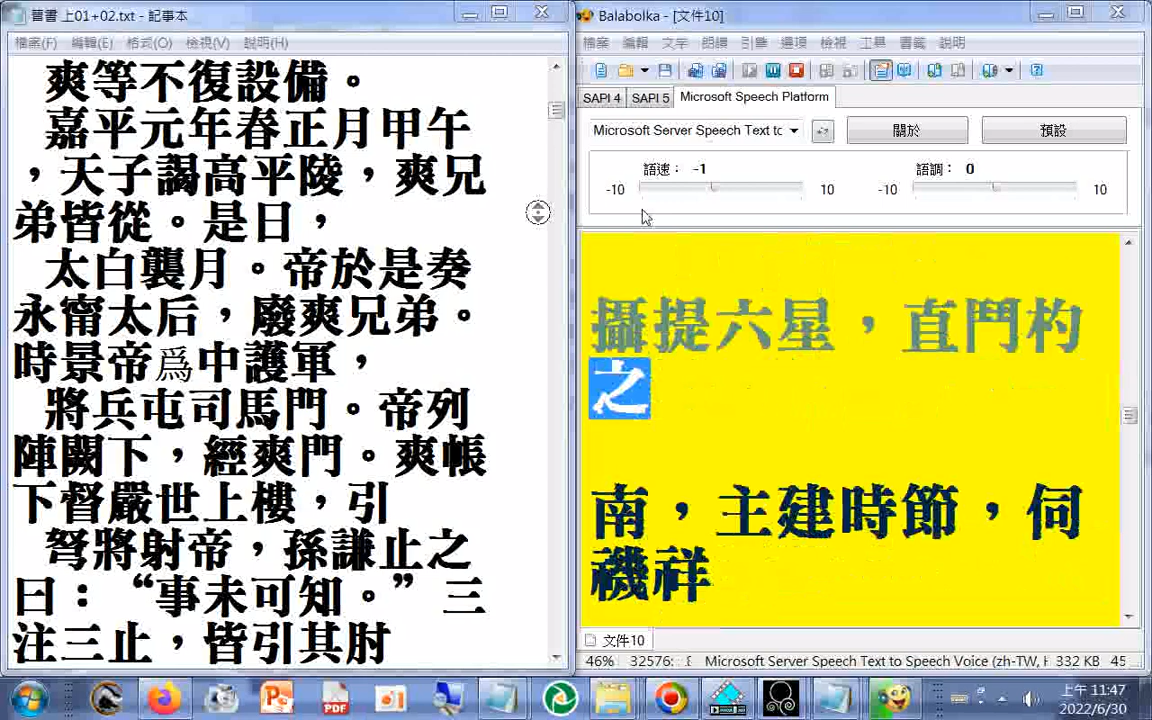 晉書 上01+02.txt - 記事本
檔案(F) 編輯(E) 格式(O) 檢視(V) 說明(H)
爽等不復設備。
嘉平元年春正月甲午
，天子謁高平陵，爽兄
弟皆從。是日，
太白襲月。帝於是奏
永甯太后，廢爽兄弟。
時景帝爲中護軍，
將兵屯司馬門。帝列
陣闕下，經爽門。爽帳
下督嚴世上樓，引
弩將射帝，孫謙止之
曰：“事未可知。”三
注三止，皆引其肘
Balabolka - [文件10]
檔案 編輯 文字 朗讀 引擎 選項 檢視 工具 書籤 說明
SAPI 4 SAPI 5 Microsoft Speech Platform
Microsoft Server Speech Text to 關於 預設
語速： -1 語調： 0
-10 10 -10 10
攝提六星，直鬥杓
之
南，主建時節，伺
禨祥
文件10
46% 32576: Microsoft Server Speech Text to Speech Voice (zh-TW, H 332 KB 45
上午 11:47
2022/6/30